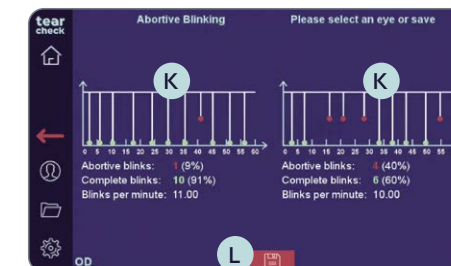 tear
check
Abortive Blinking
Please select an eye or save
K
K
0 5 10 15 20 25 30 35 40 45 50 55 60
0 5 10 15 20 25 30 35 40 45 50 55
Abortive blinks: 1 (9%)
Complete blinks: 10 (91%)
Blinks per minute: 11.00
Abortive blinks: 4 (40%)
Complete blinks: 6 (60%)
Blinks per minute: 10.00
OD
L